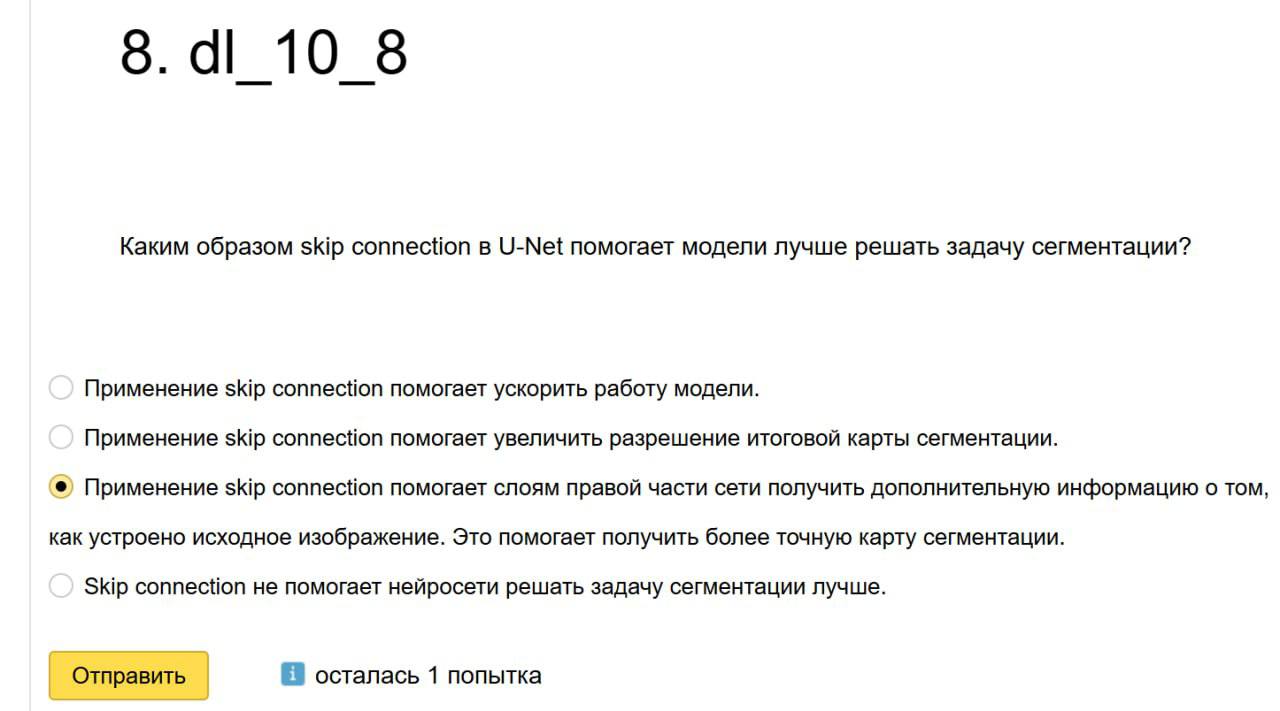 8. dl_10_8
Каким образом skip connection в U-Net помогает модели лучше решать задачу сегментации?
Применение skip connection помогает ускорить работу модели.
Применение skip connection помогает увеличить разрешение итоговой карты сегментации.
Применение skip connection помогает слоям правой части сети получить дополнительную информацию о том,
как устроено исходное изображение. Это помогает получить более точную карту сегментации.
Skip connection не помогает нейросети решать задачу сегментации лучше.
Отправить
i осталась 1 попытка